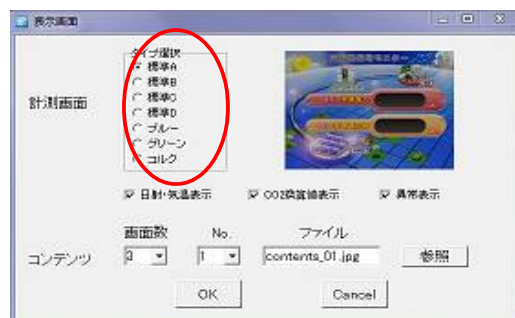 表示画面
タイプ選択
標準A
標準B
標準C
標準D
ブルー
グリーン
コルク
計測画面
日射・気温表示
CO2換算値表示
異常表示
画面数 No. ファイル
コンテンツ 3 1 contents_01.jpg 参照
OK Cancel